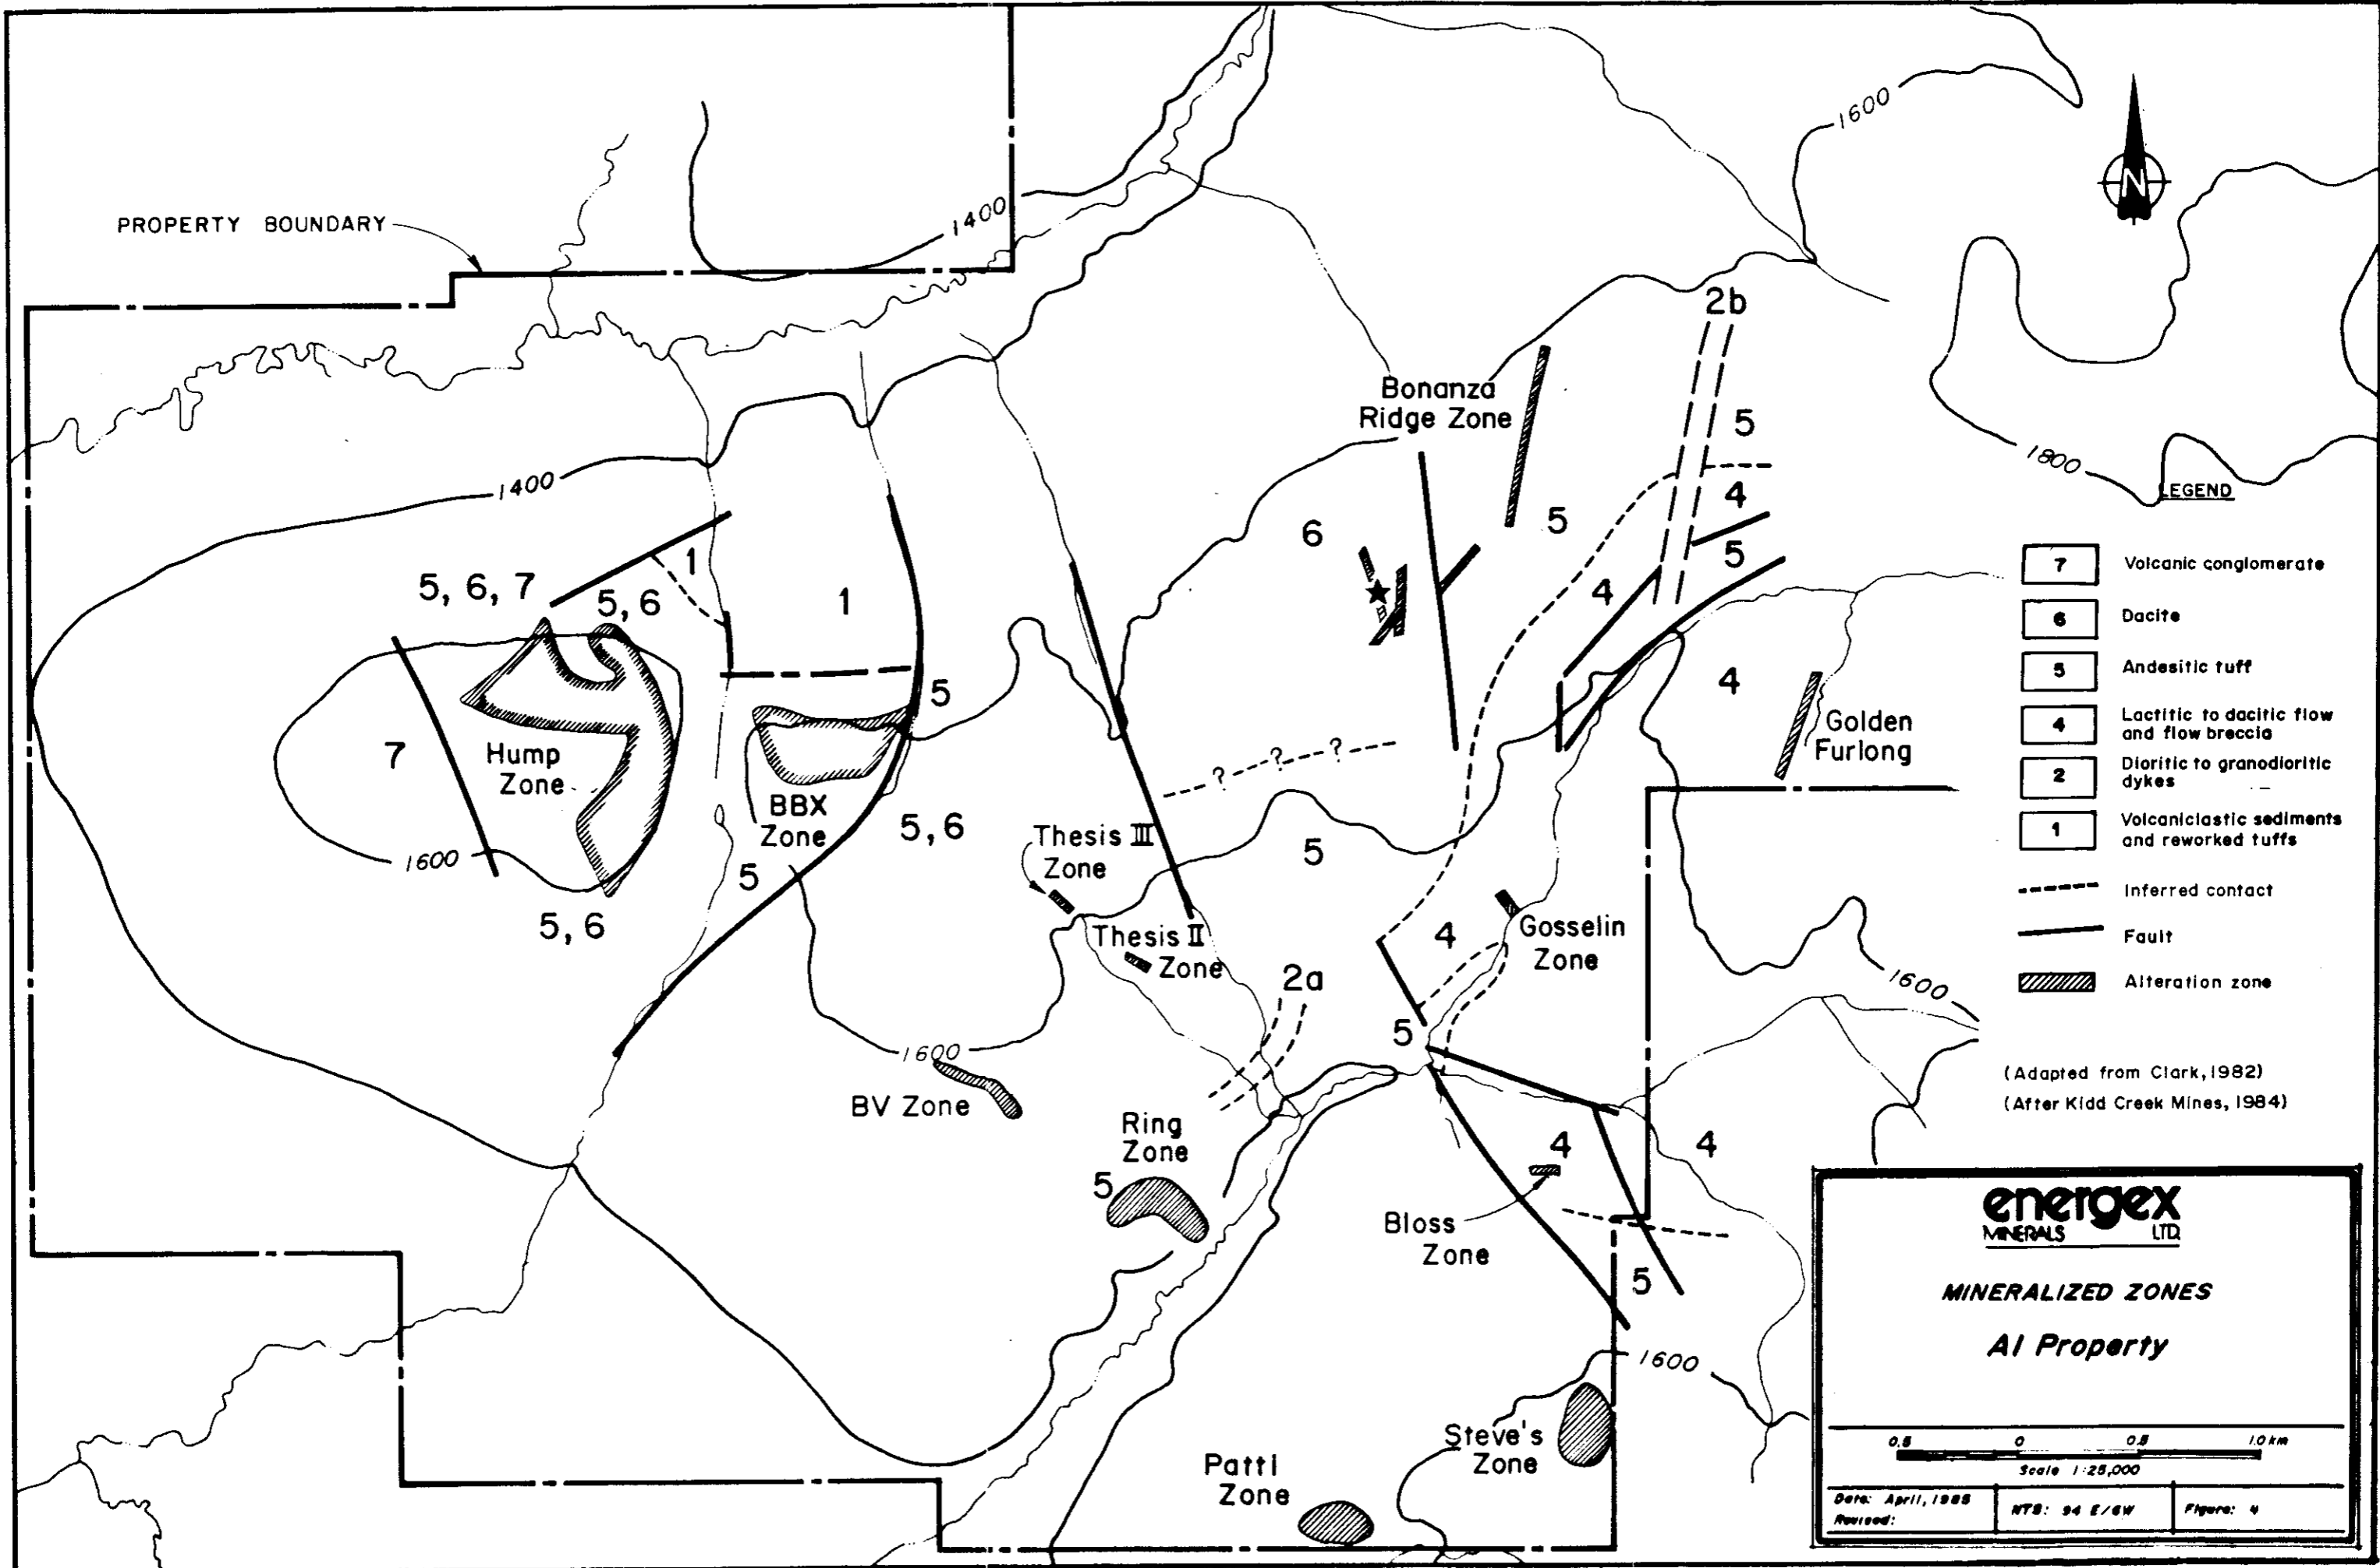 PROPERTY BOUNDARY
1400
1600
N
2b
Bonanza
Ridge Zone
5
1800
1400
6
5
4
5
1
5, 6, 7
5, 6
1
4
4
5
Golden
Furlong
7
Hump
Zone
BBX
Zone
5, 6
? ? ?
Thesis III
Zone
5
1600
5
5, 6
Thesis II
Zone
4
Gosselin
Zone
2a
1600
5
1600
BV Zone
Ring
Zone
5
4
4
Bloss
Zone
5
1600
Steve's
Zone
Patti
Zone
LEGEND
7 Volcanic conglomerate
6 Dacite
5 Andesitic tuff
4 Lactitic to dacitic flow
and flow breccia
2 Dioritic to granodioritic
dykes
1 Volcaniclastic sediments
and reworked tuffs
Inferred contact
Fault
Alteration zone
(Adapted from Clark, 1982)
(After Kidd Creek Mines, 1984)
energex
MINERALS LTD.
MINERALIZED ZONES
Al Property
0.5 0 0.5 1.0 km
Scale 1:25,000
Date: April, 1985
Revised:
NTS: 94 E/6W
Figure: 4